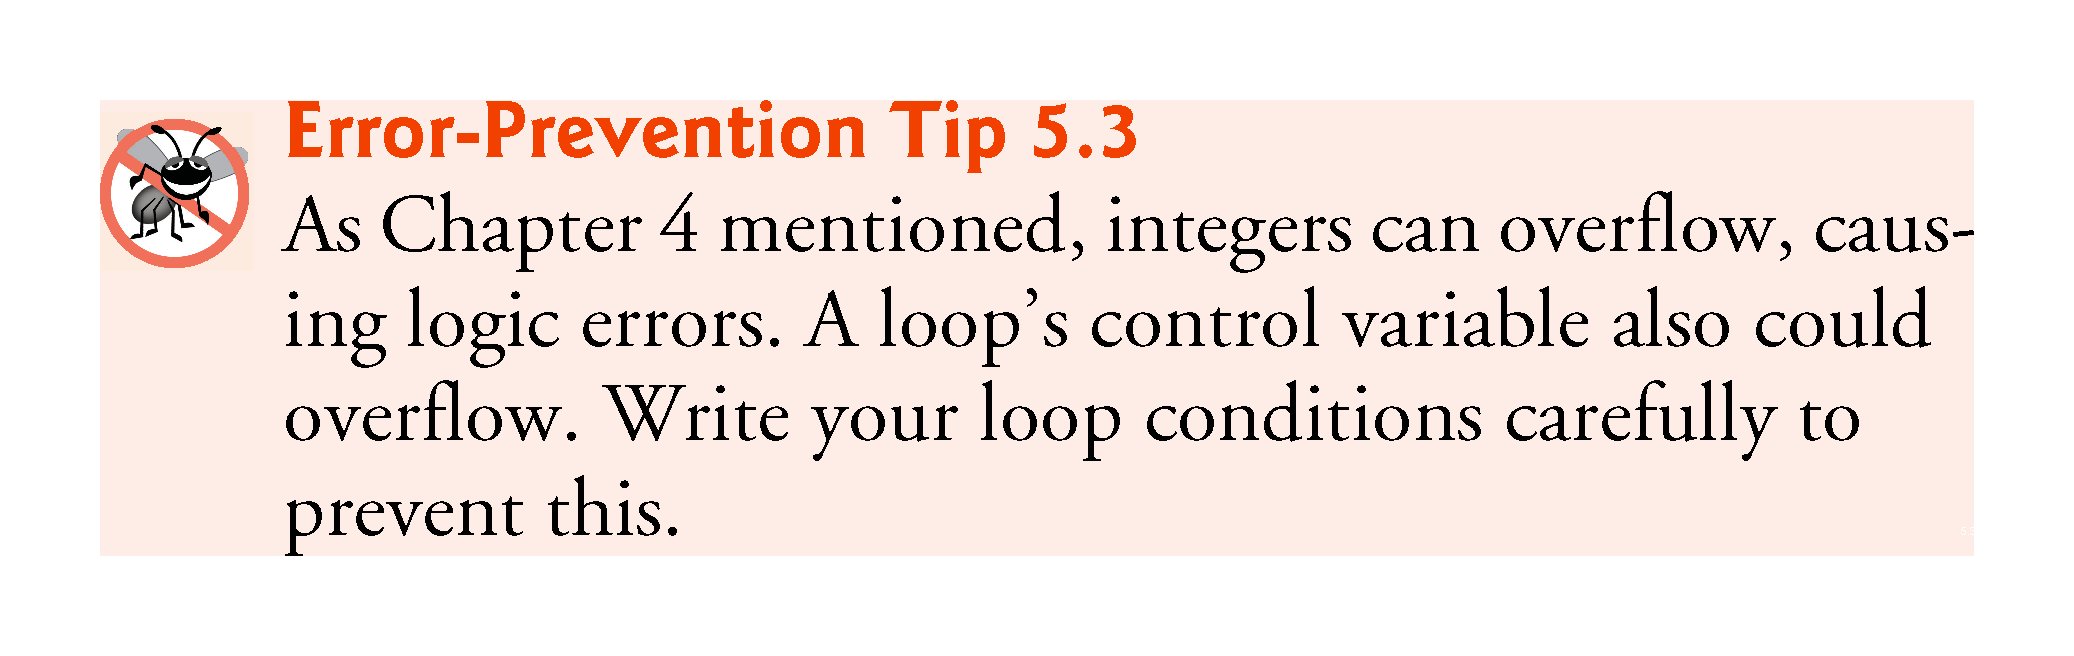 Error-Prevention Tip 5.3
As Chapter 4 mentioned, integers can overflow, caus-
ing logic errors. A loop’s control variable also could
overflow. Write your loop conditions carefully to
prevent this.